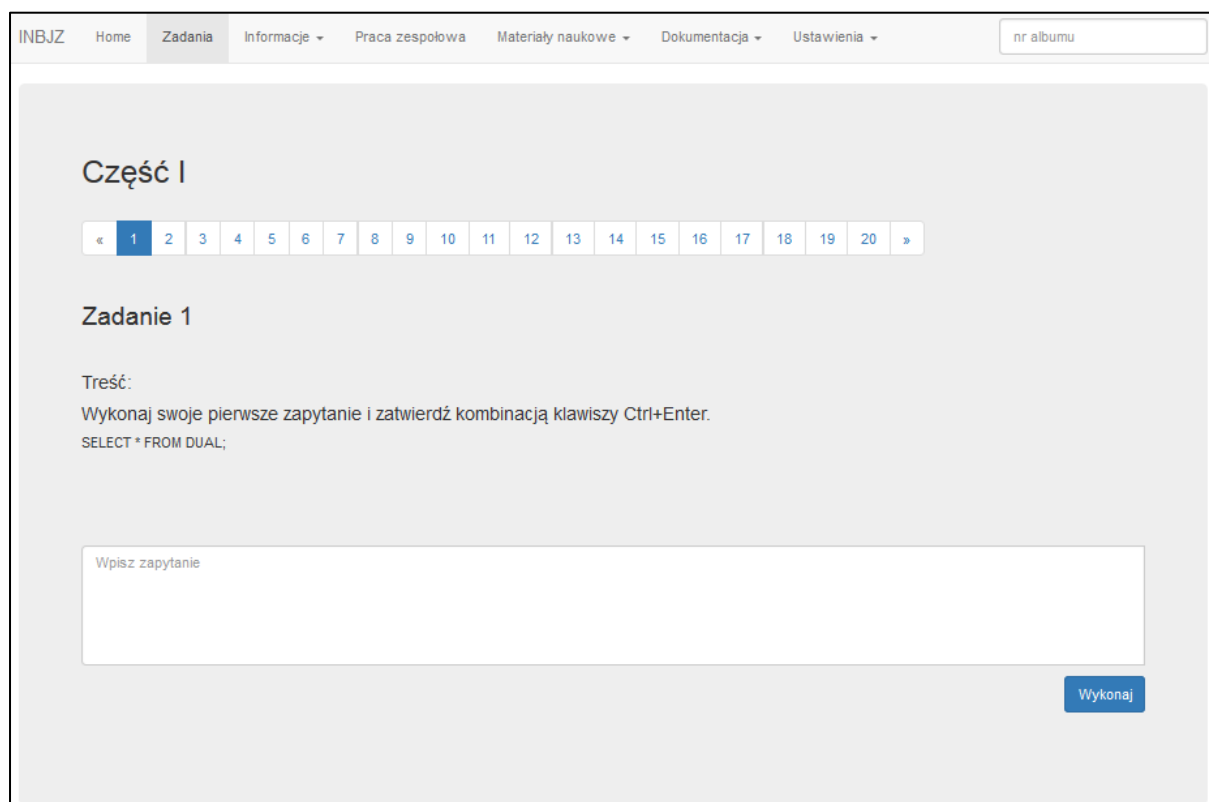 INBJZ Home Zadania Informacje Praca zespołowa Materiały naukowe Dokumentacja Ustawienia nr albumu
Część I
« 1 2 3 4 5 6 7 8 9 10 11 12 13 14 15 16 17 18 19 20 »
Zadanie 1
Treść:
Wykonaj swoje pierwsze zapytanie i zatwierdź kombinacją klawiszy Ctrl+Enter.
SELECT * FROM DUAL;
Wpisz zapytanie
Wykonaj